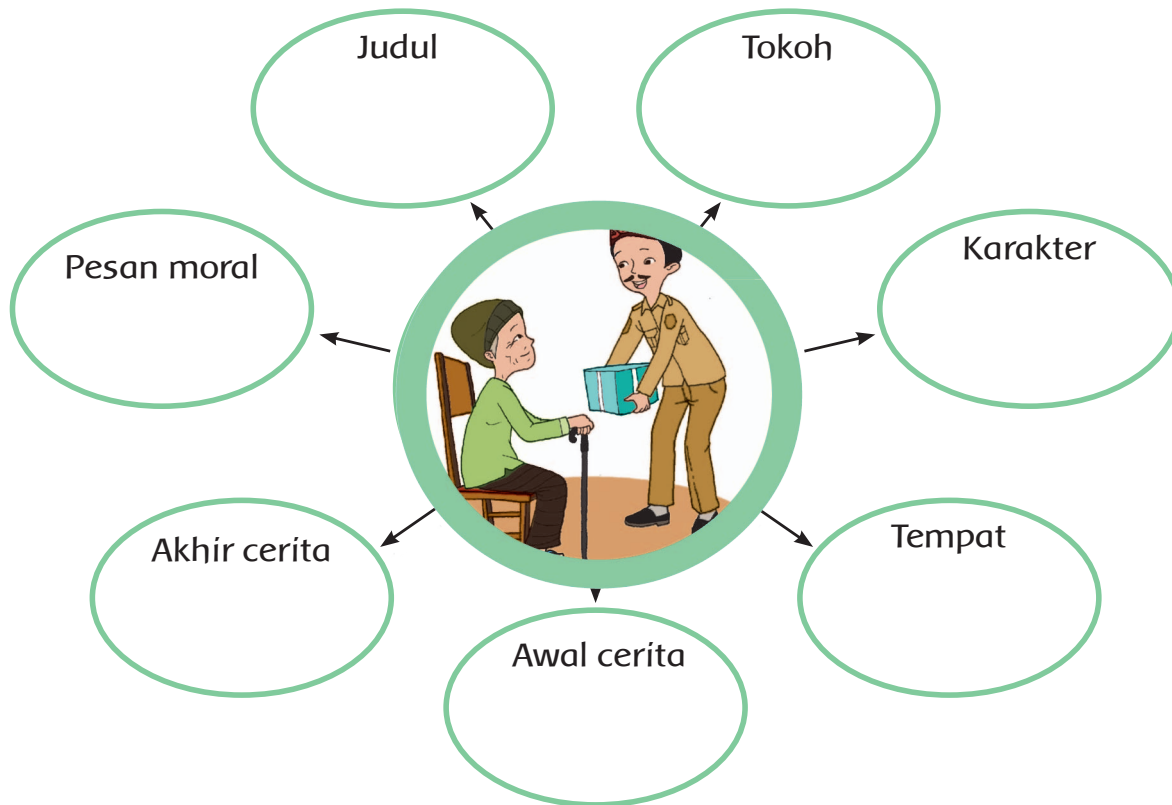 Judul
Tokoh
Pesan moral
Karakter
Akhir cerita
Tempat
Awal cerita